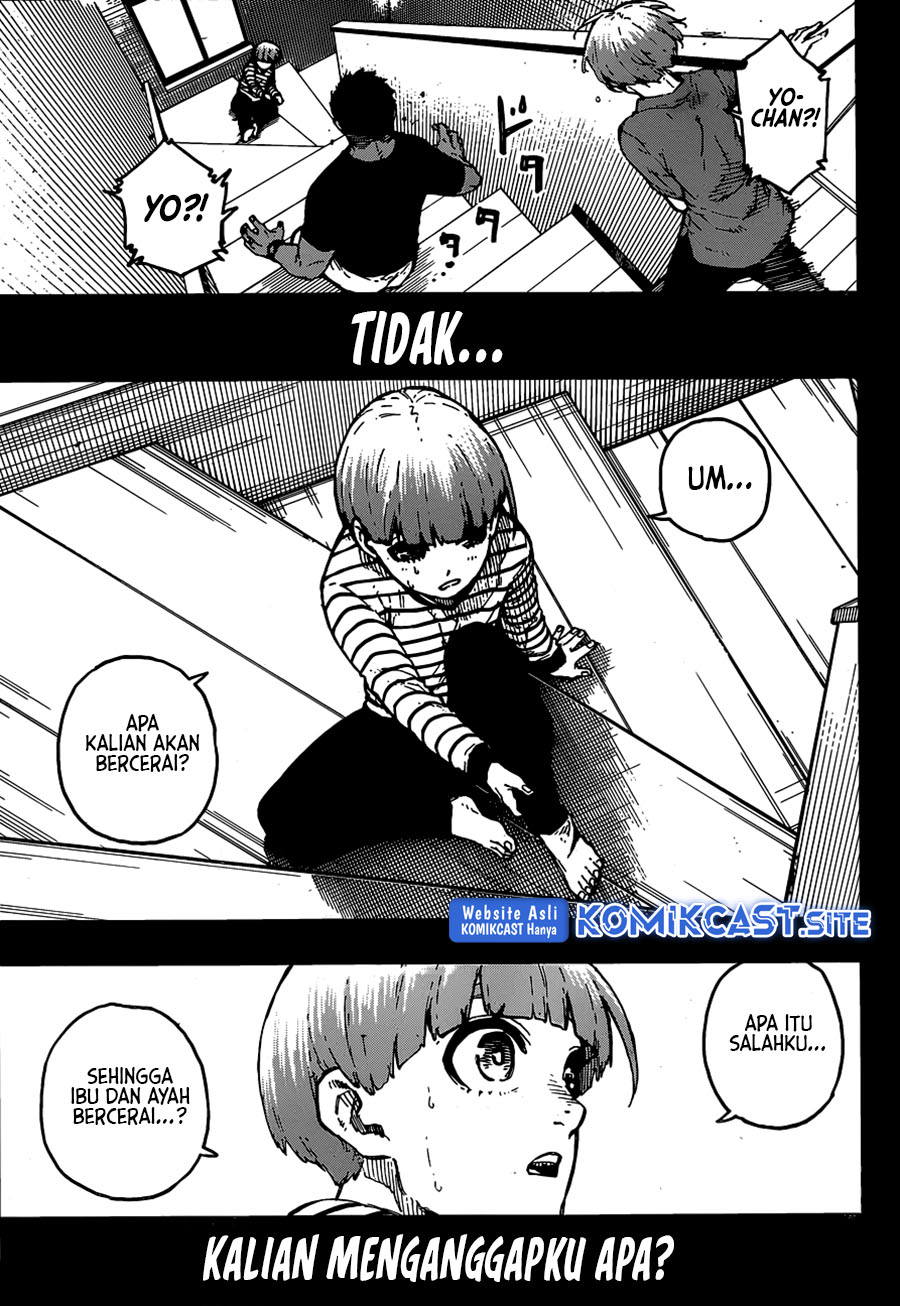 YO-
CHAN?!
ド
タ
タ
タ
YO?!
TIDAK...
UM...
APA
KALIAN AKAN
BERCERAI?
Website Asli
KOMIKCAST Hanya
KOMIKCAST.SITE
APA ITU
SALAHKU...
SEHINGGA
IBU DAN AYAH
BERCERAI...?
KALIAN MENGANGGAPKU APA?